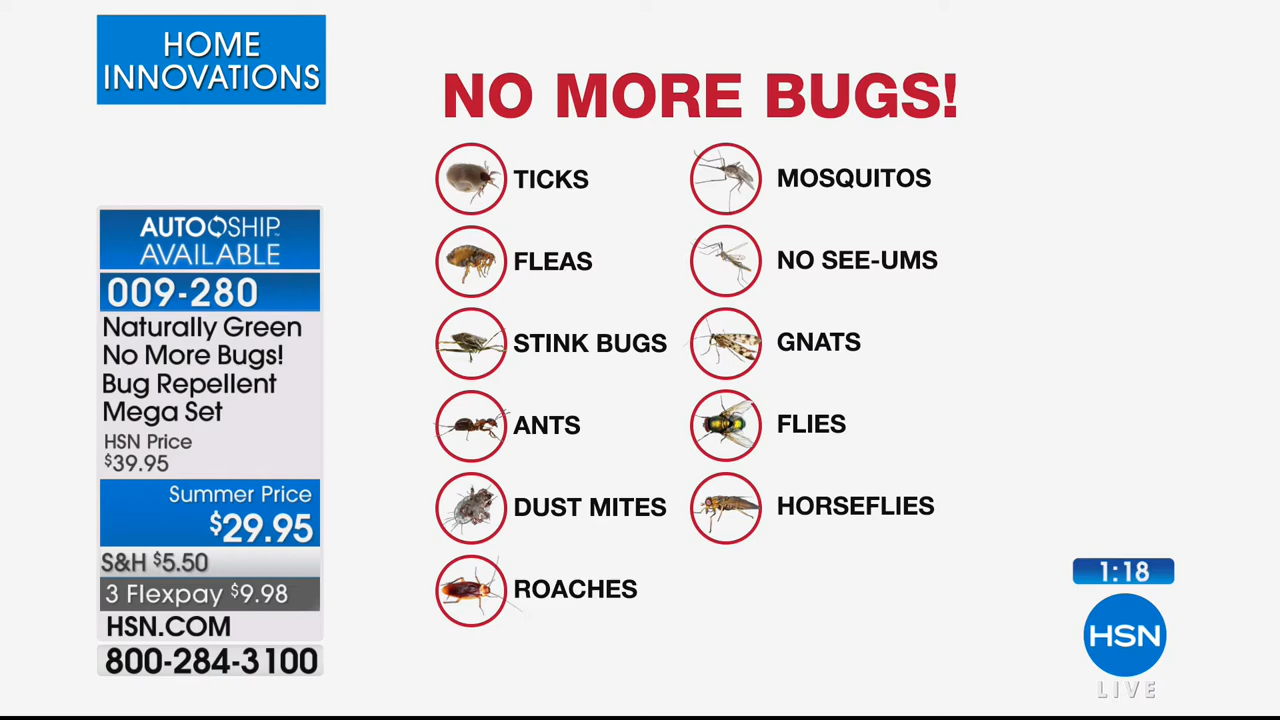 HOME
INNOVATIONS
AUTOSHIP™
AVAILABLE
009-280
Naturally Green
No More Bugs!
Bug Repellent
Mega Set
HSN Price
$39.95
Summer Price
$29.95
S&H $5.50
3 Flexpay $9.98
HSN.COM
800-284-3100
NO MORE BUGS!
TICKS
FLEAS
STINK BUGS
ANTS
DUST MITES
ROACHES
MOSQUITOS
NO SEE-UMS
GNATS
FLIES
HORSEFLIES
1:18
HSN
LIVE